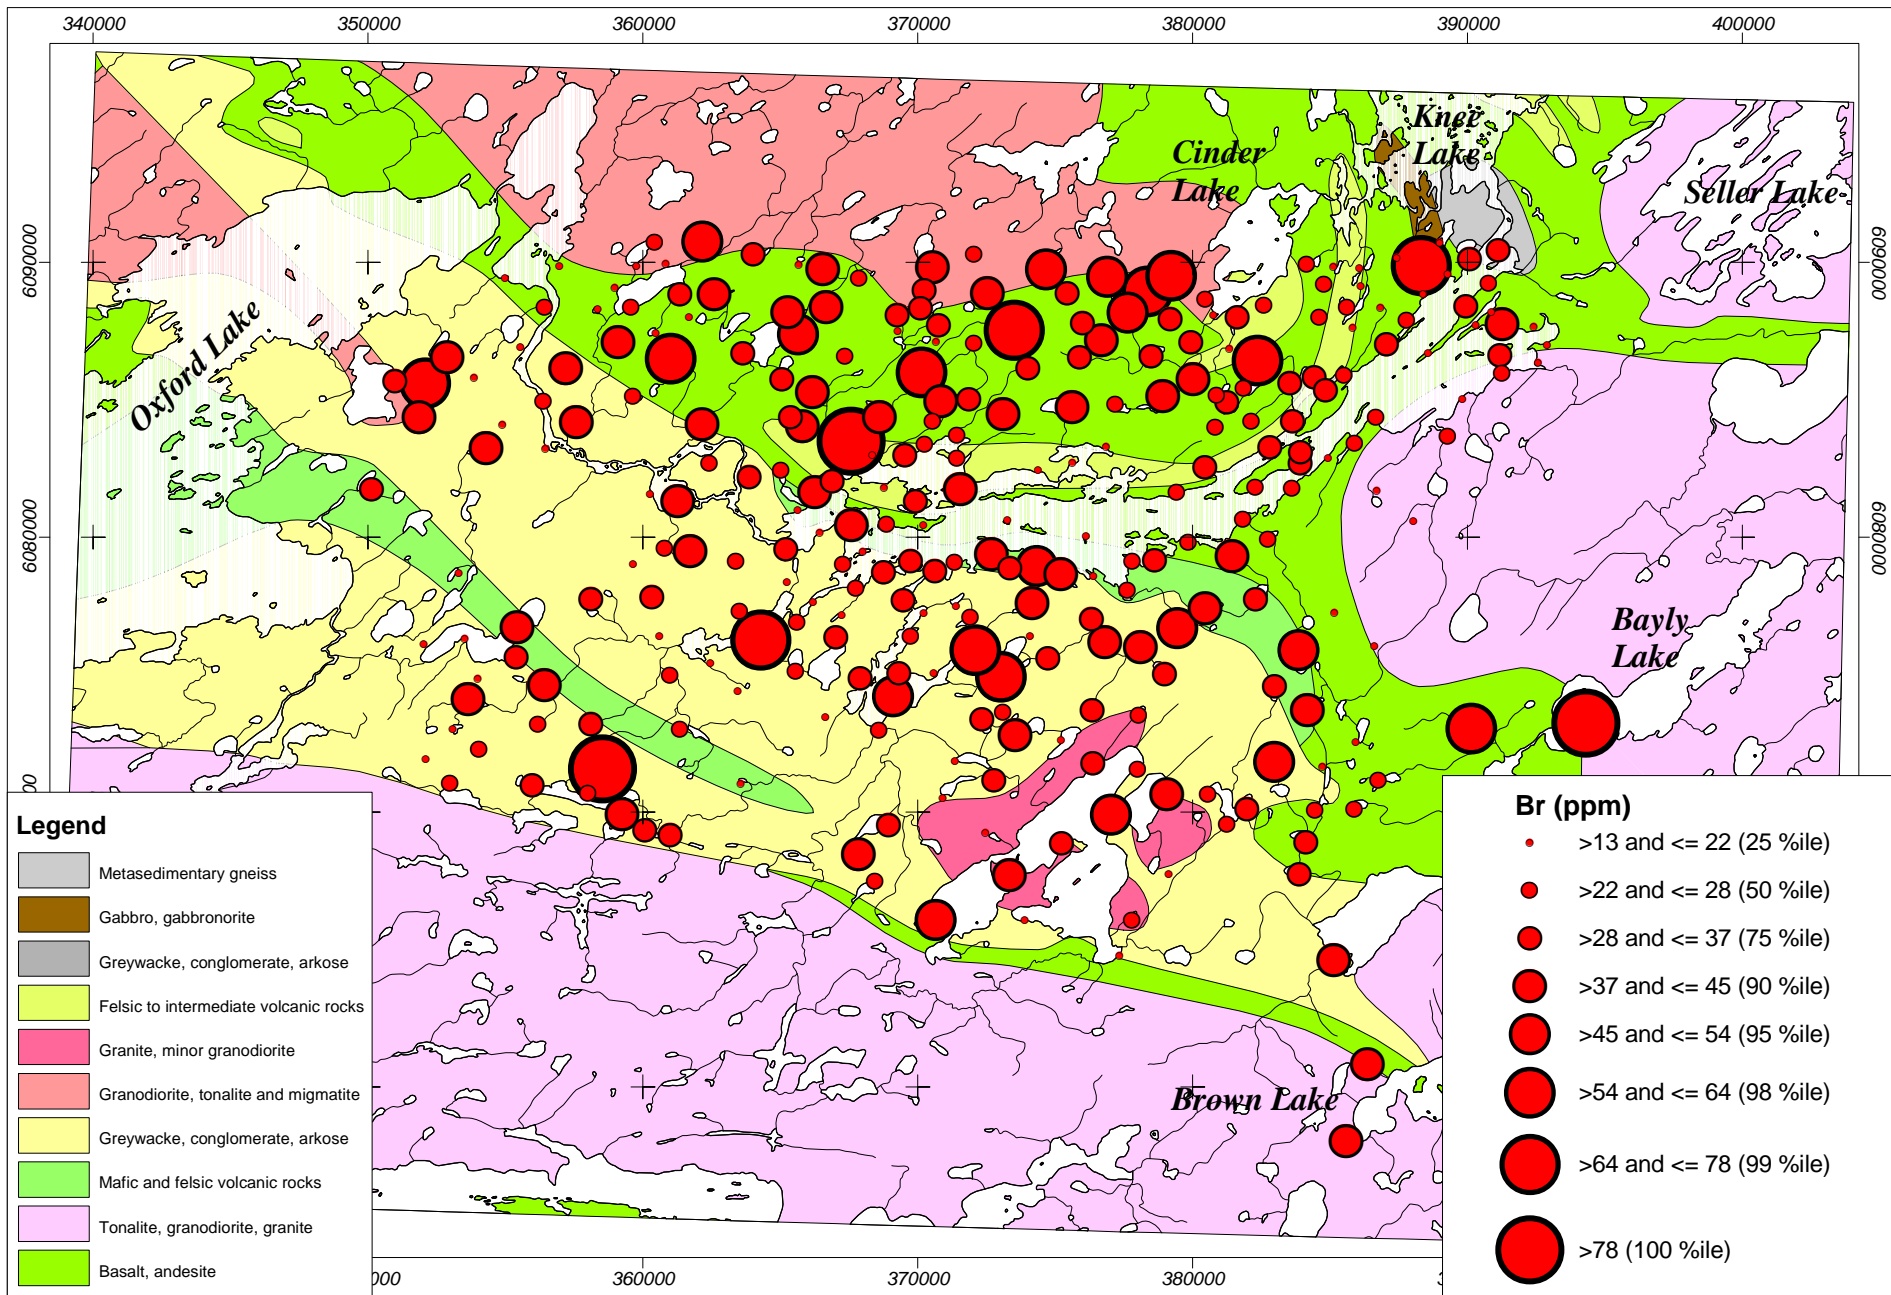 340000 350000 360000 370000 380000 390000 400000
Knee
Lake
Cinder
Lake
Seller Lake
6090000
6090000
Oxford Lake
6080000
6080000
Bayly
Lake
Brown Lake
Legend
Metasedimentary gneiss
Gabbro, gabbronorite
Greywacke, conglomerate, arkose
Felsic to intermediate volcanic rocks
Granite, minor granodiorite
Granodiorite, tonalite and migmatite
Greywacke, conglomerate, arkose
Mafic and felsic volcanic rocks
Tonalite, granodiorite, granite
Basalt, andesite
Br (ppm)
>13 and <= 22 (25 %ile)
>22 and <= 28 (50 %ile)
>28 and <= 37 (75 %ile)
>37 and <= 45 (90 %ile)
>45 and <= 54 (95 %ile)
>54 and <= 64 (98 %ile)
>64 and <= 78 (99 %ile)
>78 (100 %ile)
360000 370000 380000